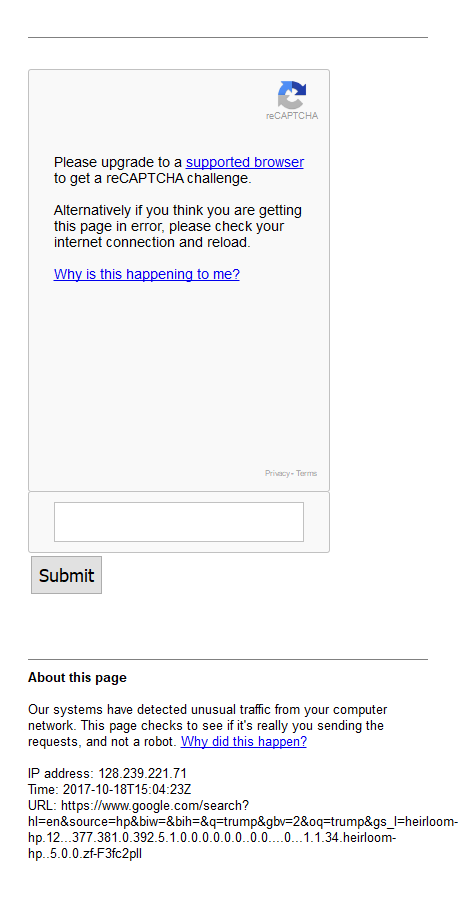 reCAPTCHA
Please upgrade to a supported browser
to get a reCAPTCHA challenge.
Alternatively if you think you are getting
this page in error, please check your
internet connection and reload.
Why is this happening to me?
Privacy - Terms
Submit
About this page
Our systems have detected unusual traffic from your computer
network. This page checks to see if it's really you sending the
requests, and not a robot. Why did this happen?
IP address: 128.239.221.71
Time: 2017-10-18T15:04:23Z
URL: https://www.google.com/search?
hl=en&source=hp&biw=&bih=&q=trump&gbv=2&oq=trump&gs_l=heirloom-
hp.12...377.381.0.392.5.1.0.0.0.0.0.0..0.0....0...1.1.34.heirloom-
hp..5.0.0.zf-F3fc2pll